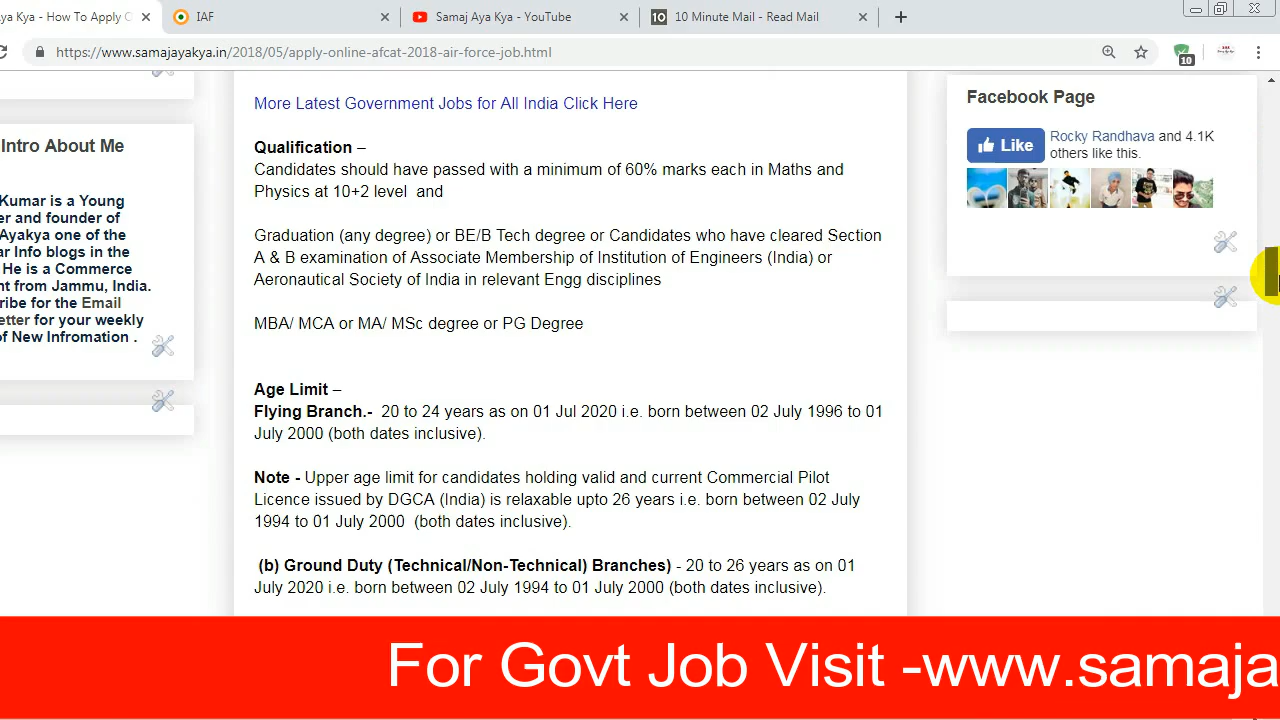 Aya Kya - How To Apply O
IAF
Samaj Aya Kya - YouTube
10 Minute Mail - Read Mail
https://www.samajayakya.in/2018/05/apply-online-afcat-2018-air-force-job.html
10
More Latest Government Jobs for All India Click Here
Qualification –
Candidates should have passed with a minimum of 60% marks each in Maths and
Physics at 10+2 level and
Graduation (any degree) or BE/B Tech degree or Candidates who have cleared Section
A & B examination of Associate Membership of Institution of Engineers (India) or
Aeronautical Society of India in relevant Engg disciplines
MBA/ MCA or MA/ MSc degree or PG Degree
Age Limit –
Flying Branch.- 20 to 24 years as on 01 Jul 2020 i.e. born between 02 July 1996 to 01
July 2000 (both dates inclusive).
Note - Upper age limit for candidates holding valid and current Commercial Pilot
Licence issued by DGCA (India) is relaxable upto 26 years i.e. born between 02 July
1994 to 01 July 2000 (both dates inclusive).
(b) Ground Duty (Technical/Non-Technical) Branches) - 20 to 26 years as on 01
July 2020 i.e. born between 02 July 1994 to 01 July 2000 (both dates inclusive).
Intro About Me
Kumar is a Young
er and founder of
Ayakya one of the
ar Info blogs in the
He is a Commerce
nt from Jammu, India.
ribe for the Email
etter for your weekly
of New Infromation .
Facebook Page
Like
Rocky Randhava and 4.1K
others like this.
For Govt Job Visit -www.samaja